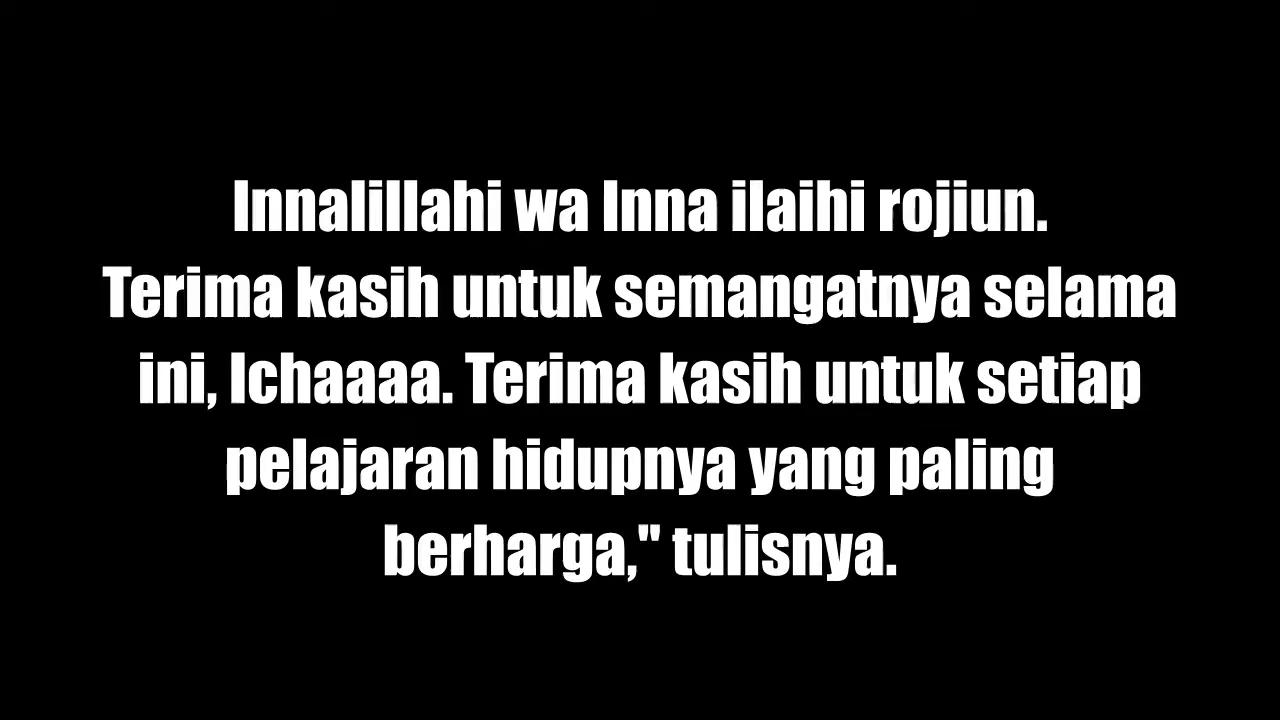 Innalillahi wa Inna ilaihi rojiun.
Terima kasih untuk semangatnya selama
ini, Ichaaaa. Terima kasih untuk setiap
pelajaran hidupnya yang paling
berharga," tulisnya.